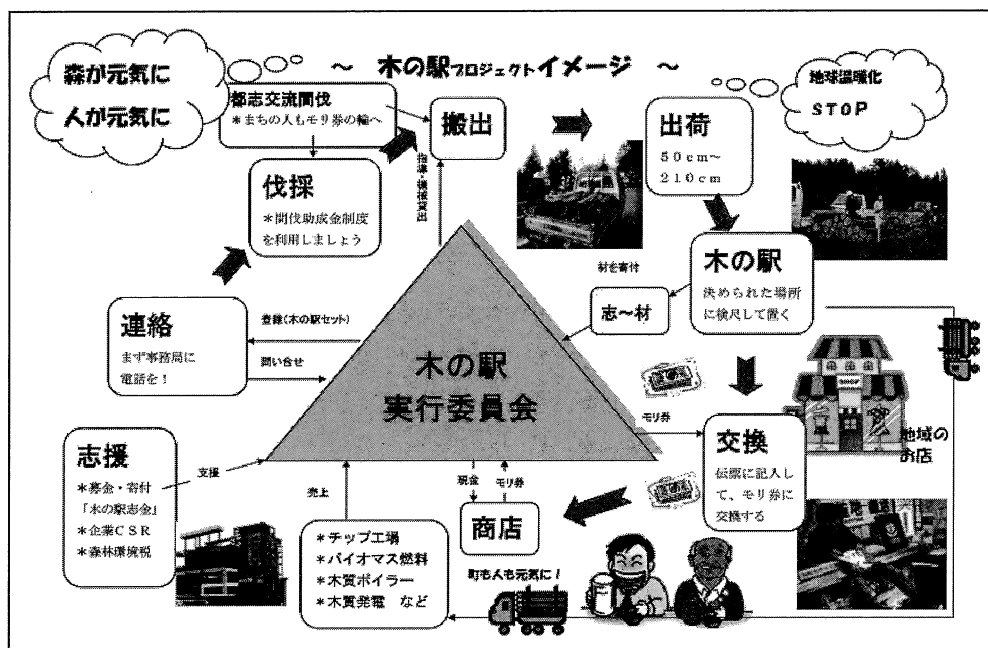 ～ 木の駅プロジェクトイメージ ～
森が元気に
人が元気に
地球温暖化
STOP
都志交流間伐
＊まちの人もモリ券の輪へ
搬出
出荷
50cm～
210cm
伐採
＊間伐助成金制度
を利用しましょう
指導・機械貸出
木の駅
決められた場所
に検尺して置く
材を寄付
志～材
連絡
まず事務局に
電話を！
登録(木の駅セット)
問い合せ
木の駅
実行委員会
モリ券
SHOP
地域の
お店
交換
伝票に記入し
て、モリ券に
交換する
志援
＊募金・寄付
「木の駅志金」
＊企業CSR
＊森林環境税
支援
売上
現金
モリ券
商店
＊チップ工場
＊バイオマス燃料
＊木質ボイラー
＊木質発電 など
町も人も元気に！